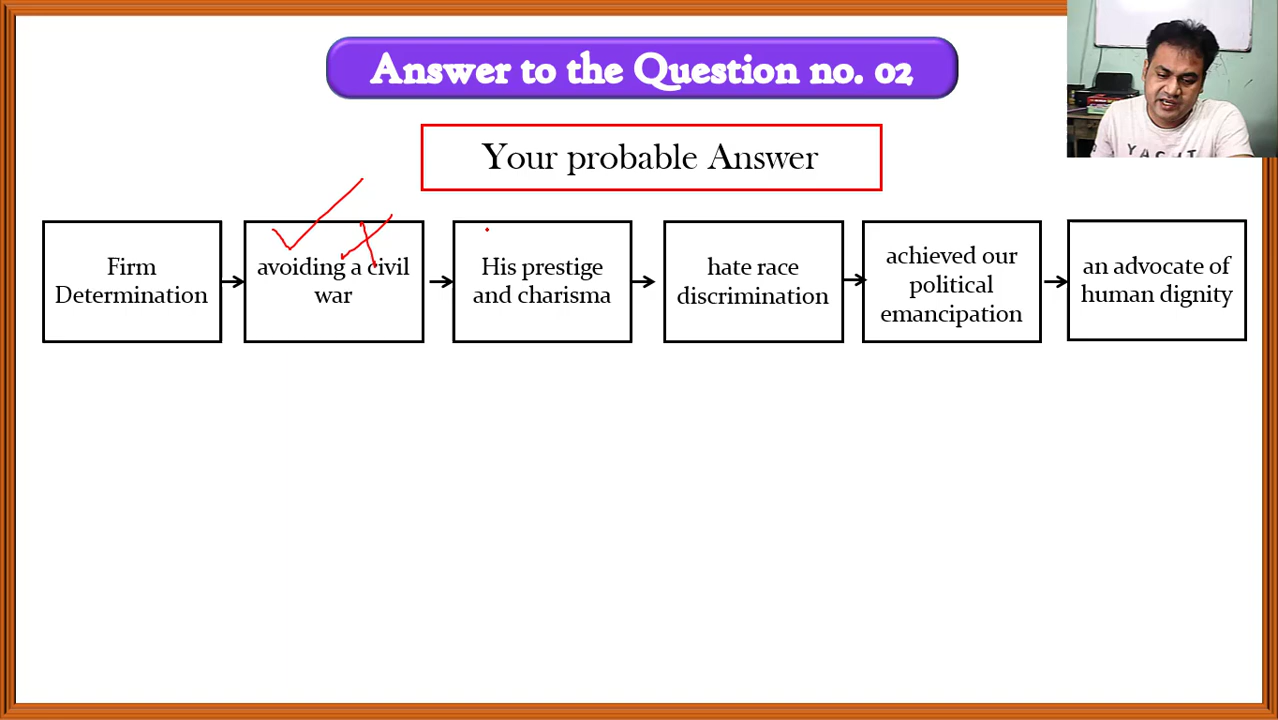 Answer to the Question no. 02
Your probable Answer
Firm
Determination
avoiding a civil
war
His prestige
and charisma
hate race
discrimination
achieved our
political
emancipation
an advocate of
human dignity
YACHT